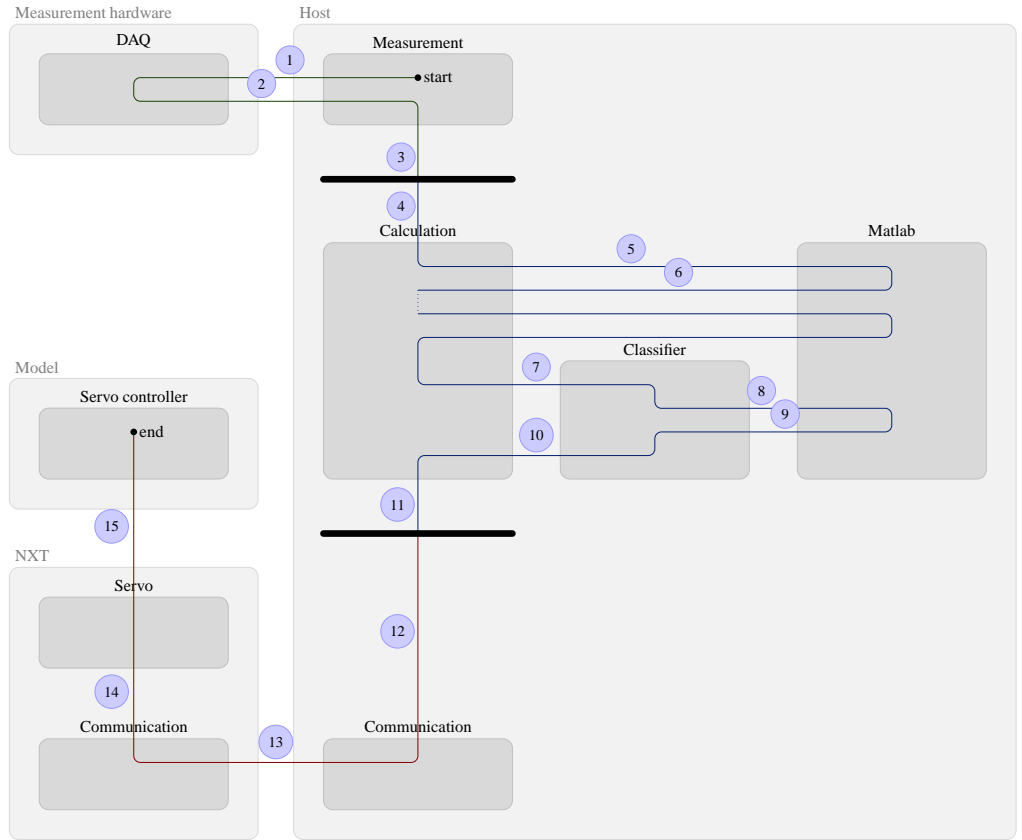 Measurement hardware
Host
DAQ
Measurement
1
start
2
3
4
Calculation
Matlab
5
6
Classifier
7
Model
8
Servo controller
9
end
10
11
15
NXT
Servo
12
14
Communication
Communication
13